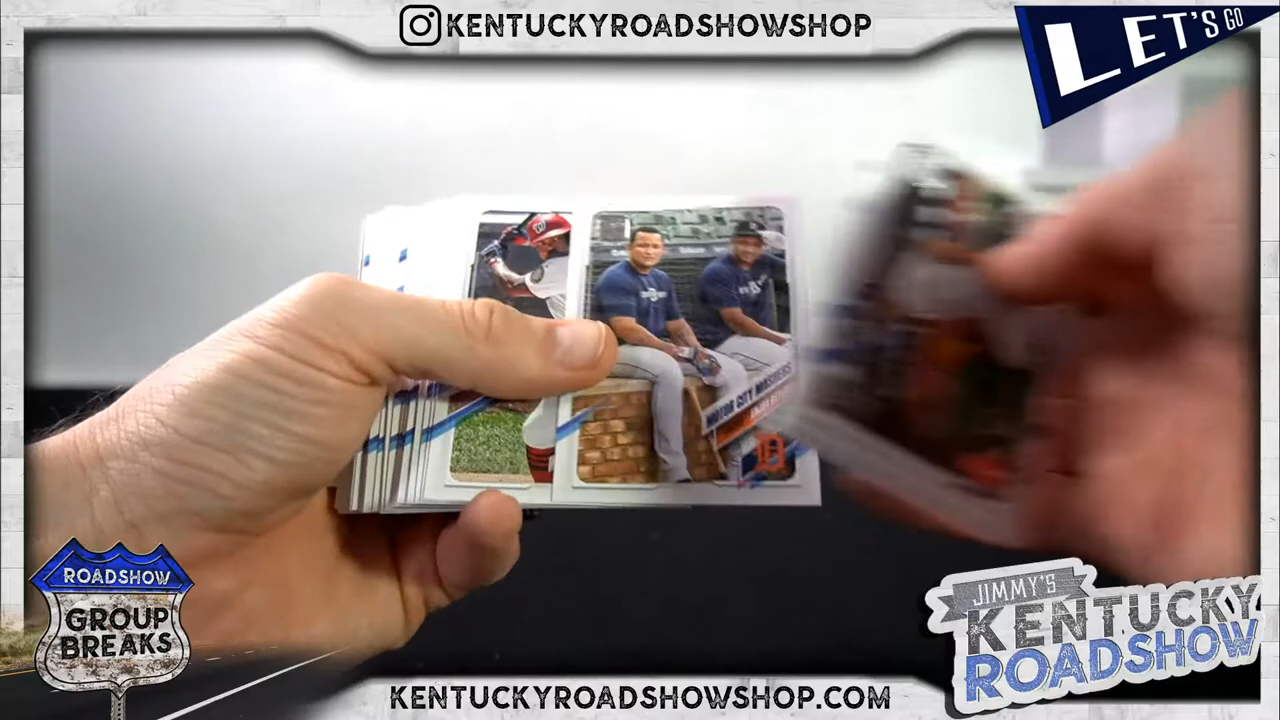 KENTUCKYROADSHOWSHOP
LET'S GO
W
MOTOR CITY MASHERS
D
ROADSHOW
GROUP
BREAKS
JIMMY'S
KENTUCKY
ROADSHOW
KENTUCKYROADSHOWSHOP.COM